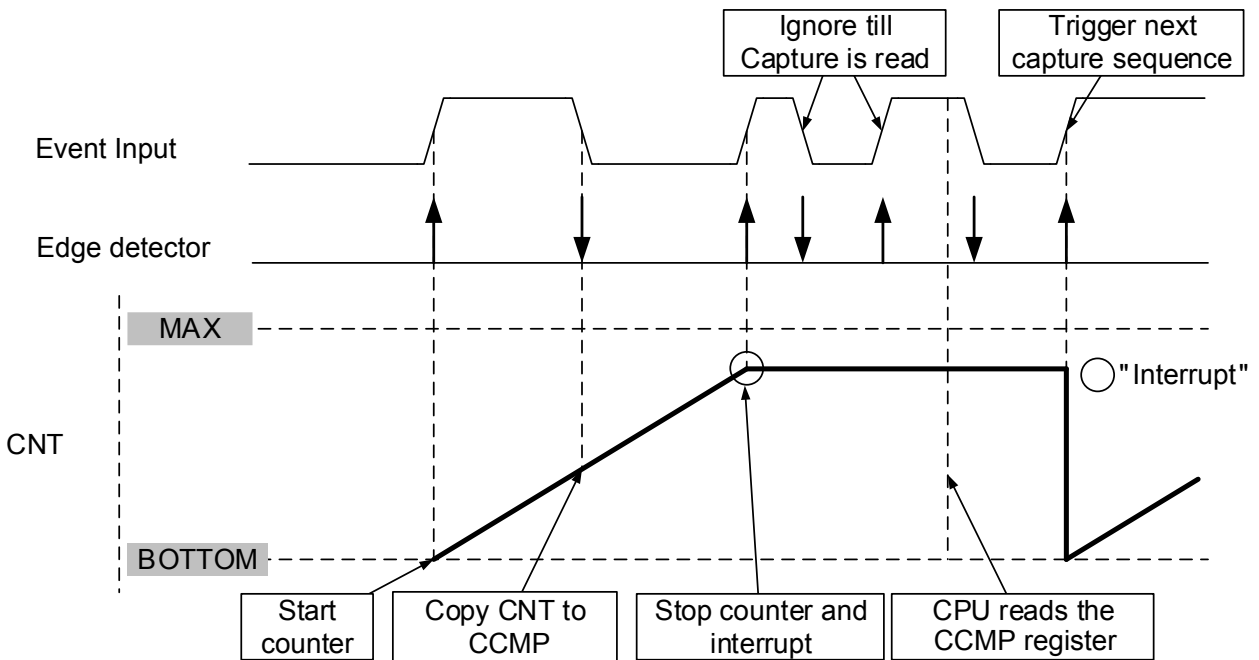 Ignore till
Capture is read
Trigger next
capture sequence
Event Input
Edge detector
MAX
"Interrupt"
CNT
BOTTOM
Start
counter
Copy CNT to
CCMP
Stop counter and
interrupt
CPU reads the
CCMP register